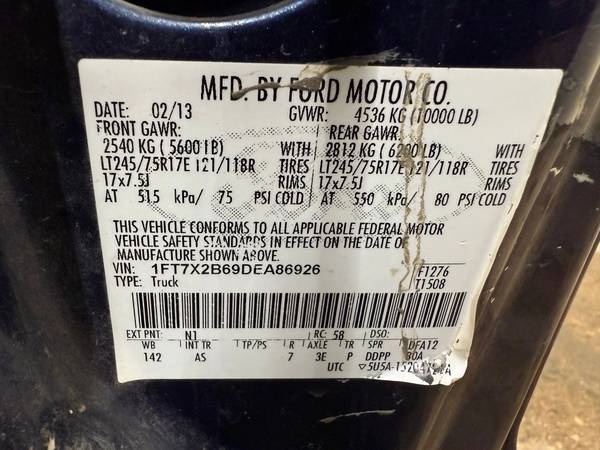 MFD. BY FORD MOTOR CO.
DATE: 02/13 GVWR: 4536 KG (10000 LB)
FRONT GAWR: REAR GAWR:
2540 KG ( 5600 LB) WITH 2812 KG ( 6200 LB) WITH
LT245/75R17E 121/118R TIRES LT245/75R17E 121/118R TIRES
17x7.5J RIMS 17x7.5J RIMS
AT 515 kPa/ 75 PSI COLD AT 550 kPa/ 80 PSI COLD
THIS VEHICLE CONFORMS TO ALL APPLICABLE FEDERAL MOTOR
VEHICLE SAFETY STANDARDS IN EFFECT ON THE DATE OF
MANUFACTURE SHOWN ABOVE.
VIN: 1FT7X2B69DEA86926 F1276
TYPE: Truck T1508
EXT PNT: N1 RC: 58 DSO:
WB INT TR TP/PS R AXLE TR SPR DFA12
142 AS 7 3E P DDPP 30A
UTC